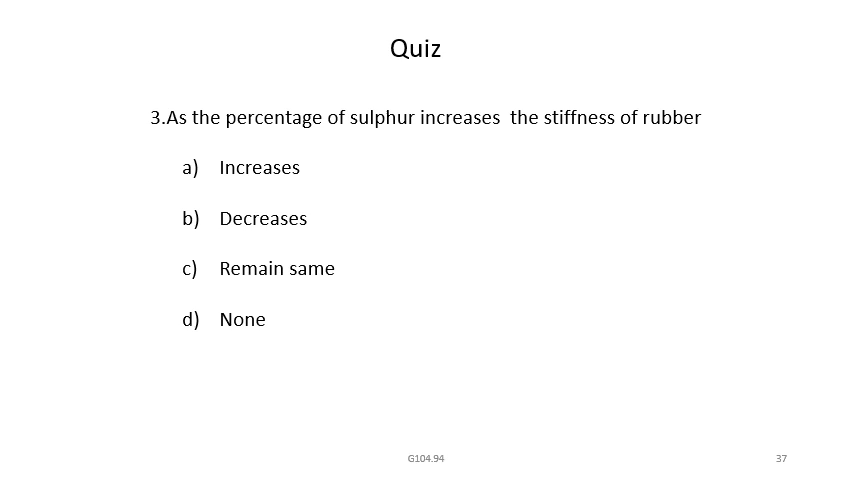 Quiz
3.As the percentage of sulphur increases  the stiffness of rubber
a) Increases
b) Decreases
c) Remain same
d) None
G104.94
37